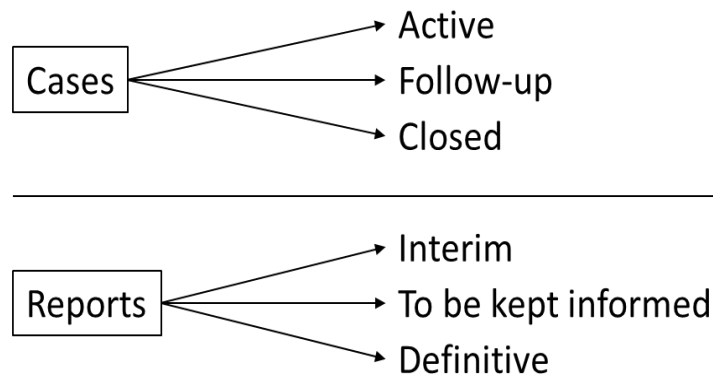 Active
Cases
Follow-up
Closed
Interim
Reports
To be kept informed
Definitive